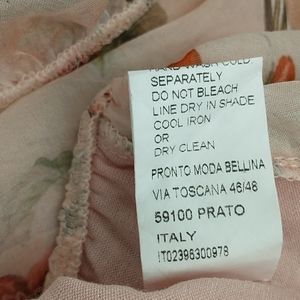 HAND WASH COLD
SEPARATELY
DO NOT BLEACH
LINE DRY IN SHADE
COOL IRON
OR
DRY CLEAN
PRONTO MODA BELLINA
VIA TOSCANA 46/48
59100 PRATO
ITALY
IT02396300978